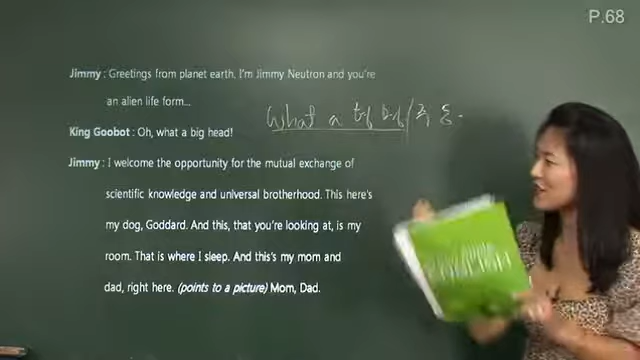 P.68
Jimmy : Greetings from planet earth. I'm Jimmy Neutron and you're
an alien life form...
What a
King Goobot : Oh, what a big head!
Jimmy : I welcome the opportunity for the mutual exchange of
scientific knowledge and universal brotherhood. This here's
my dog, Goddard. And this, that you're looking at, is my
room. That is where I sleep. And this's my mom and
dad, right here. (points to a picture) Mom, Dad.